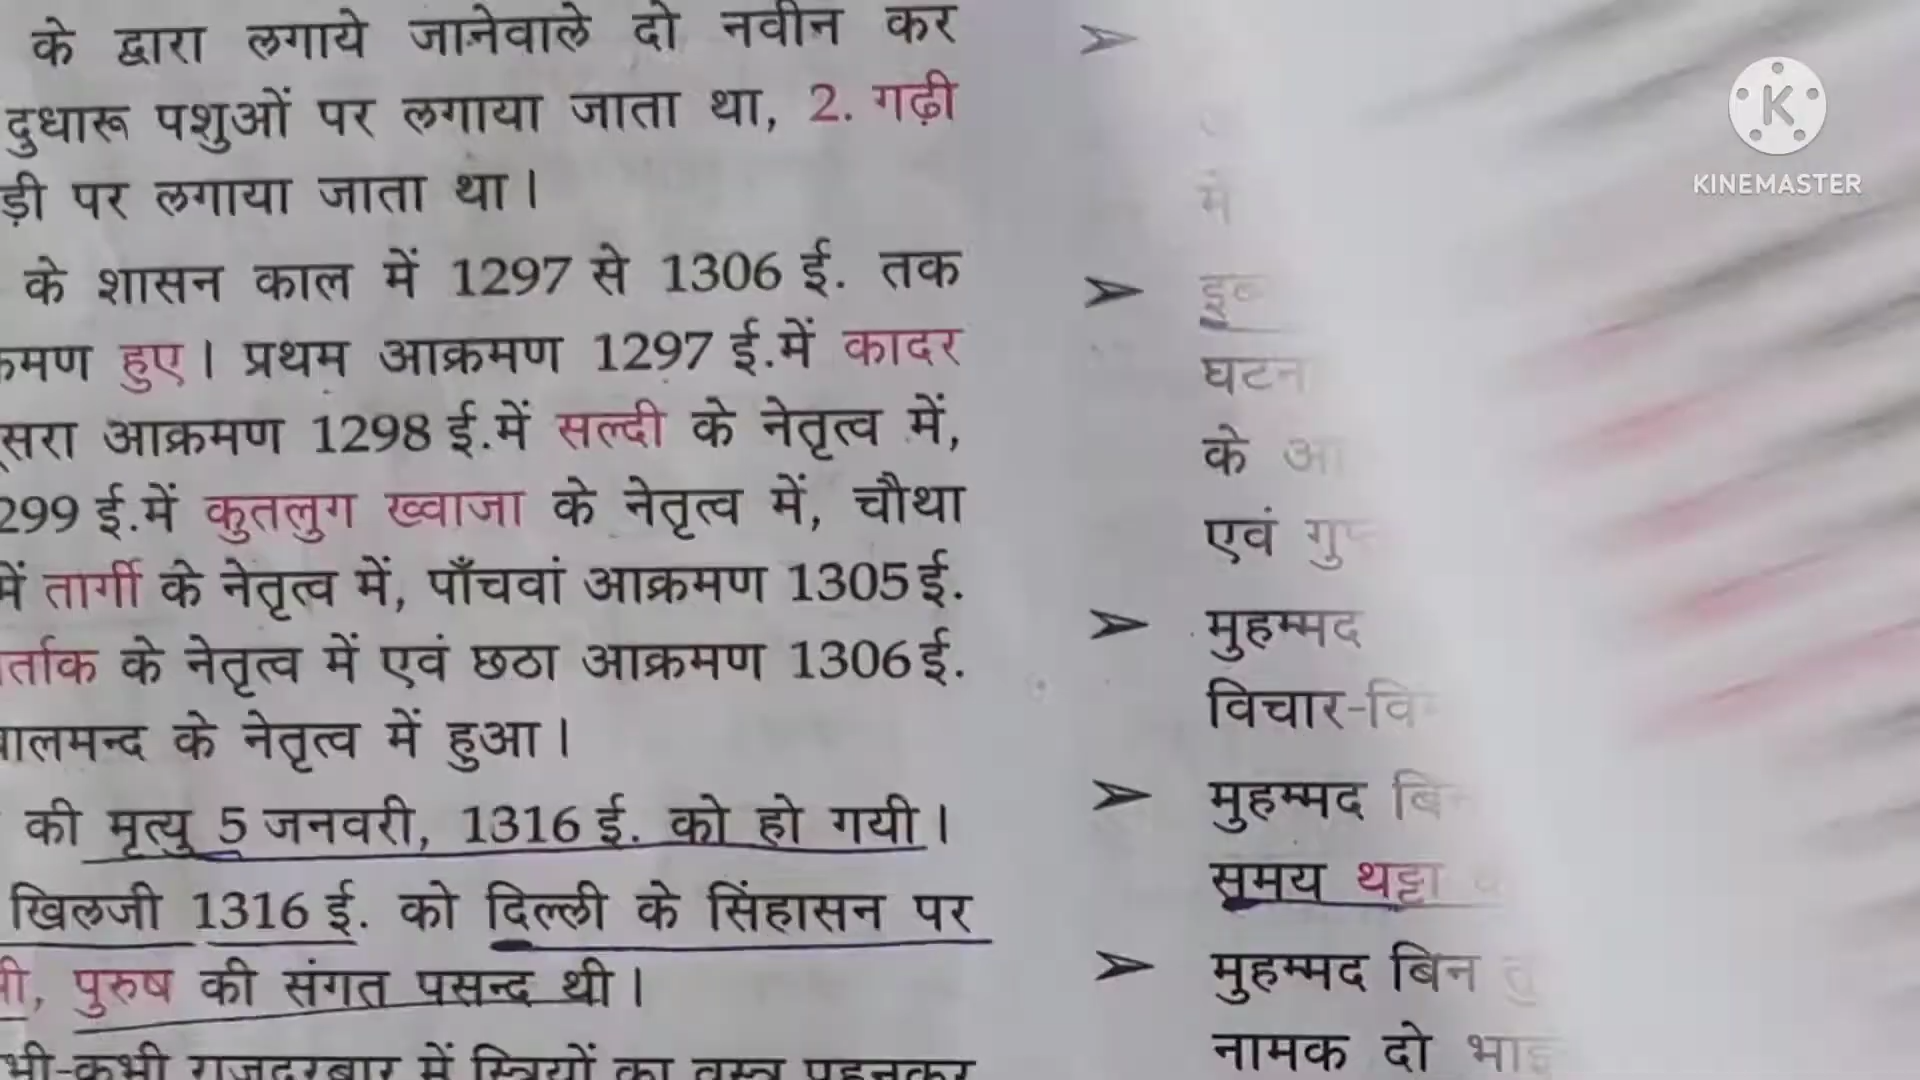 के द्वारा लगाये जानेवाले दो नवीन कर
दुधारू पशुओं पर लगाया जाता था, 2. गढ़ी
ड़ी पर लगाया जाता था।
के शासन काल में 1297 से 1306 ई. तक
हुए। प्रथम आक्रमण 1297 ई.में कादर
सरा आक्रमण 1298 ई.में सल्दी के नेतृत्व में,
299 ई.में कुतलुग ख्वाजा के नेतृत्व में, चौथा
में तार्गी के नेतृत्व में, पाँचवां आक्रमण 1305 ई.
र्ताक के नेतृत्व में एवं छठा आक्रमण 1306 ई.
बालमन्द के नेतृत्व में हुआ।
की मृत्यु 5 जनवरी, 1316 ई. को हो गयी।
खिलजी 1316 ई. को दिल्ली के सिंहासन पर
पुरुष की संगत पसन्द थी।
भी-कभी राजदरबार में स्त्रियों का वस्त्र पहनकर
में
घटना
के
एवं
मुहम्मद
विचार-
मुहम्मद बिन
समय थट्टा
मुहम्मद बिन
नामक दो
KINEMASTER